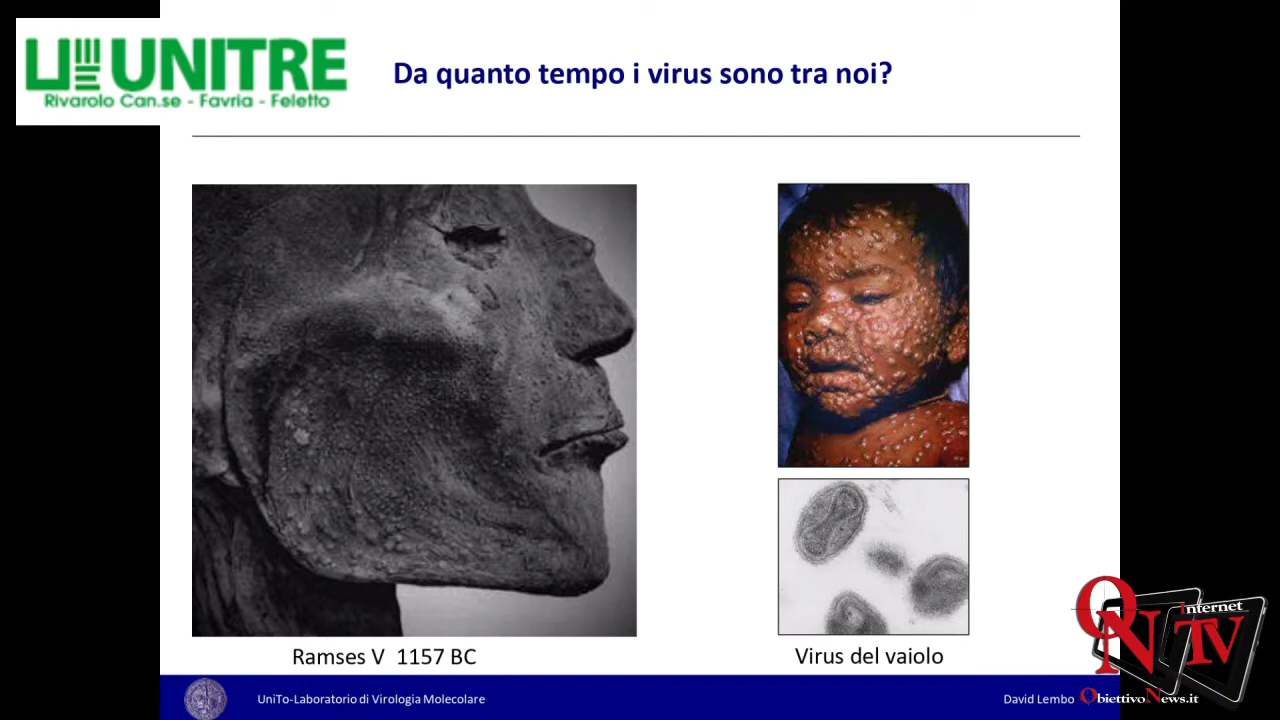 UNITRE
Rivarolo Can.se - Favria - Feletto
Da quanto tempo i virus sono tra noi?
Ramses V 1157 BC
Virus del vaiolo
UniTo-Laboratorio di Virologia Molecolare
David Lembo
ON
Internet
TV
ObiettivoNews.it